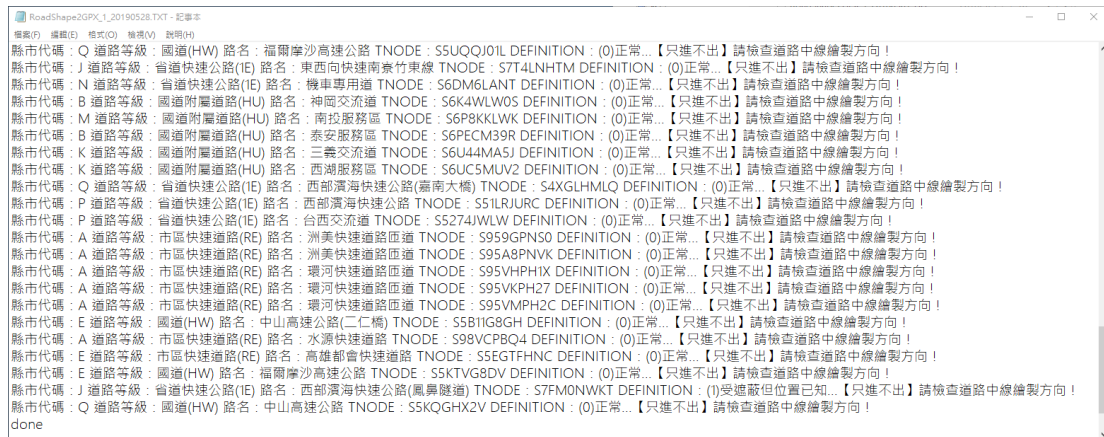 RoadShape2GPX_1_20190528.TXT - 記事本
檔案(F) 編輯(E) 格式(O) 檢視(V) 說明(H)
縣市代碼：Q 道路等級：國道(HW) 路名：福爾摩沙高速公路 TNODE：S5UQQJ01L DEFINITION：(0)正常...【只進不出】請檢查道路中線繪製方向！
縣市代碼：J 道路等級：省道快速公路(1E) 路名：東西向快速南寮竹東線 TNODE：S7T4LNHTM DEFINITION：(0)正常...【只進不出】請檢查道路中線繪製方向！
縣市代碼：N 道路等級：省道快速公路(1E) 路名：機車專用道 TNODE：S6DM6LANT DEFINITION：(0)正常...【只進不出】請檢查道路中線繪製方向！
縣市代碼：B 道路等級：國道附屬道路(HU) 路名：神岡交流道 TNODE：S6K4WLW0S DEFINITION：(0)正常...【只進不出】請檢查道路中線繪製方向！
縣市代碼：M 道路等級：國道附屬道路(HU) 路名：南投服務區 TNODE：S6P8KKLWK DEFINITION：(0)正常...【只進不出】請檢查道路中線繪製方向！
縣市代碼：B 道路等級：國道附屬道路(HU) 路名：泰安服務區 TNODE：S6PECM39R DEFINITION：(0)正常...【只進不出】請檢查道路中線繪製方向！
縣市代碼：K 道路等級：國道附屬道路(HU) 路名：三義交流道 TNODE：S6U44MA5J DEFINITION：(0)正常...【只進不出】請檢查道路中線繪製方向！
縣市代碼：K 道路等級：國道附屬道路(HU) 路名：西湖服務區 TNODE：S6UC5MUV2 DEFINITION：(0)正常...【只進不出】請檢查道路中線繪製方向！
縣市代碼：Q 道路等級：省道快速公路(1E) 路名：西部濱海快速公路(嘉南大橋) TNODE：S4XGLHMLQ DEFINITION：(0)正常...【只進不出】請檢查道路中線繪製方向！
縣市代碼：P 道路等級：省道快速公路(1E) 路名：西部濱海快速公路 TNODE：S51LRJURC DEFINITION：(0)正常...【只進不出】請檢查道路中線繪製方向！
縣市代碼：P 道路等級：省道快速公路(1E) 路名：台西交流道 TNODE：S5274JWLW DEFINITION：(0)正常...【只進不出】請檢查道路中線繪製方向！
縣市代碼：A 道路等級：市區快速道路(RE) 路名：洲美快速道路匝道 TNODE：S959GPNS0 DEFINITION：(0)正常...【只進不出】請檢查道路中線繪製方向！
縣市代碼：A 道路等級：市區快速道路(RE) 路名：洲美快速道路匝道 TNODE：S95A8PNVK DEFINITION：(0)正常...【只進不出】請檢查道路中線繪製方向！
縣市代碼：A 道路等級：市區快速道路(RE) 路名：環河快速道路匝道 TNODE：S95VHPH1X DEFINITION：(0)正常...【只進不出】請檢查道路中線繪製方向！
縣市代碼：A 道路等級：市區快速道路(RE) 路名：環河快速道路匝道 TNODE：S95VKPH27 DEFINITION：(0)正常...【只進不出】請檢查道路中線繪製方向！
縣市代碼：A 道路等級：市區快速道路(RE) 路名：環河快速道路匝道 TNODE：S95VMPH2C DEFINITION：(0)正常...【只進不出】請檢查道路中線繪製方向！
縣市代碼：E 道路等級：國道(HW) 路名：中山高速公路(二仁橋) TNODE：S5B11G8GH DEFINITION：(0)正常...【只進不出】請檢查道路中線繪製方向！
縣市代碼：A 道路等級：市區快速道路(RE) 路名：水源快速道路 TNODE：S98VCPBQ4 DEFINITION：(0)正常...【只進不出】請檢查道路中線繪製方向！
縣市代碼：E 道路等級：市區快速道路(RE) 路名：高雄都會快速道路 TNODE：S5EGTFHNC DEFINITION：(0)正常...【只進不出】請檢查道路中線繪製方向！
縣市代碼：E 道路等級：國道(HW) 路名：福爾摩沙高速公路 TNODE：S5KTVG8DV DEFINITION：(0)正常...【只進不出】請檢查道路中線繪製方向！
縣市代碼：J 道路等級：省道快速公路(1E) 路名：西部濱海快速公路(鳳鼻隧道) TNODE：S7FM0NWKT DEFINITION：(1)受遮蔽但位置已知...【只進不出】請檢查道路中線繪製方向！
縣市代碼：Q 道路等級：國道(HW) 路名：中山高速公路 TNODE：S5KQGHX2V DEFINITION：(0)正常...【只進不出】請檢查道路中線繪製方向！
done